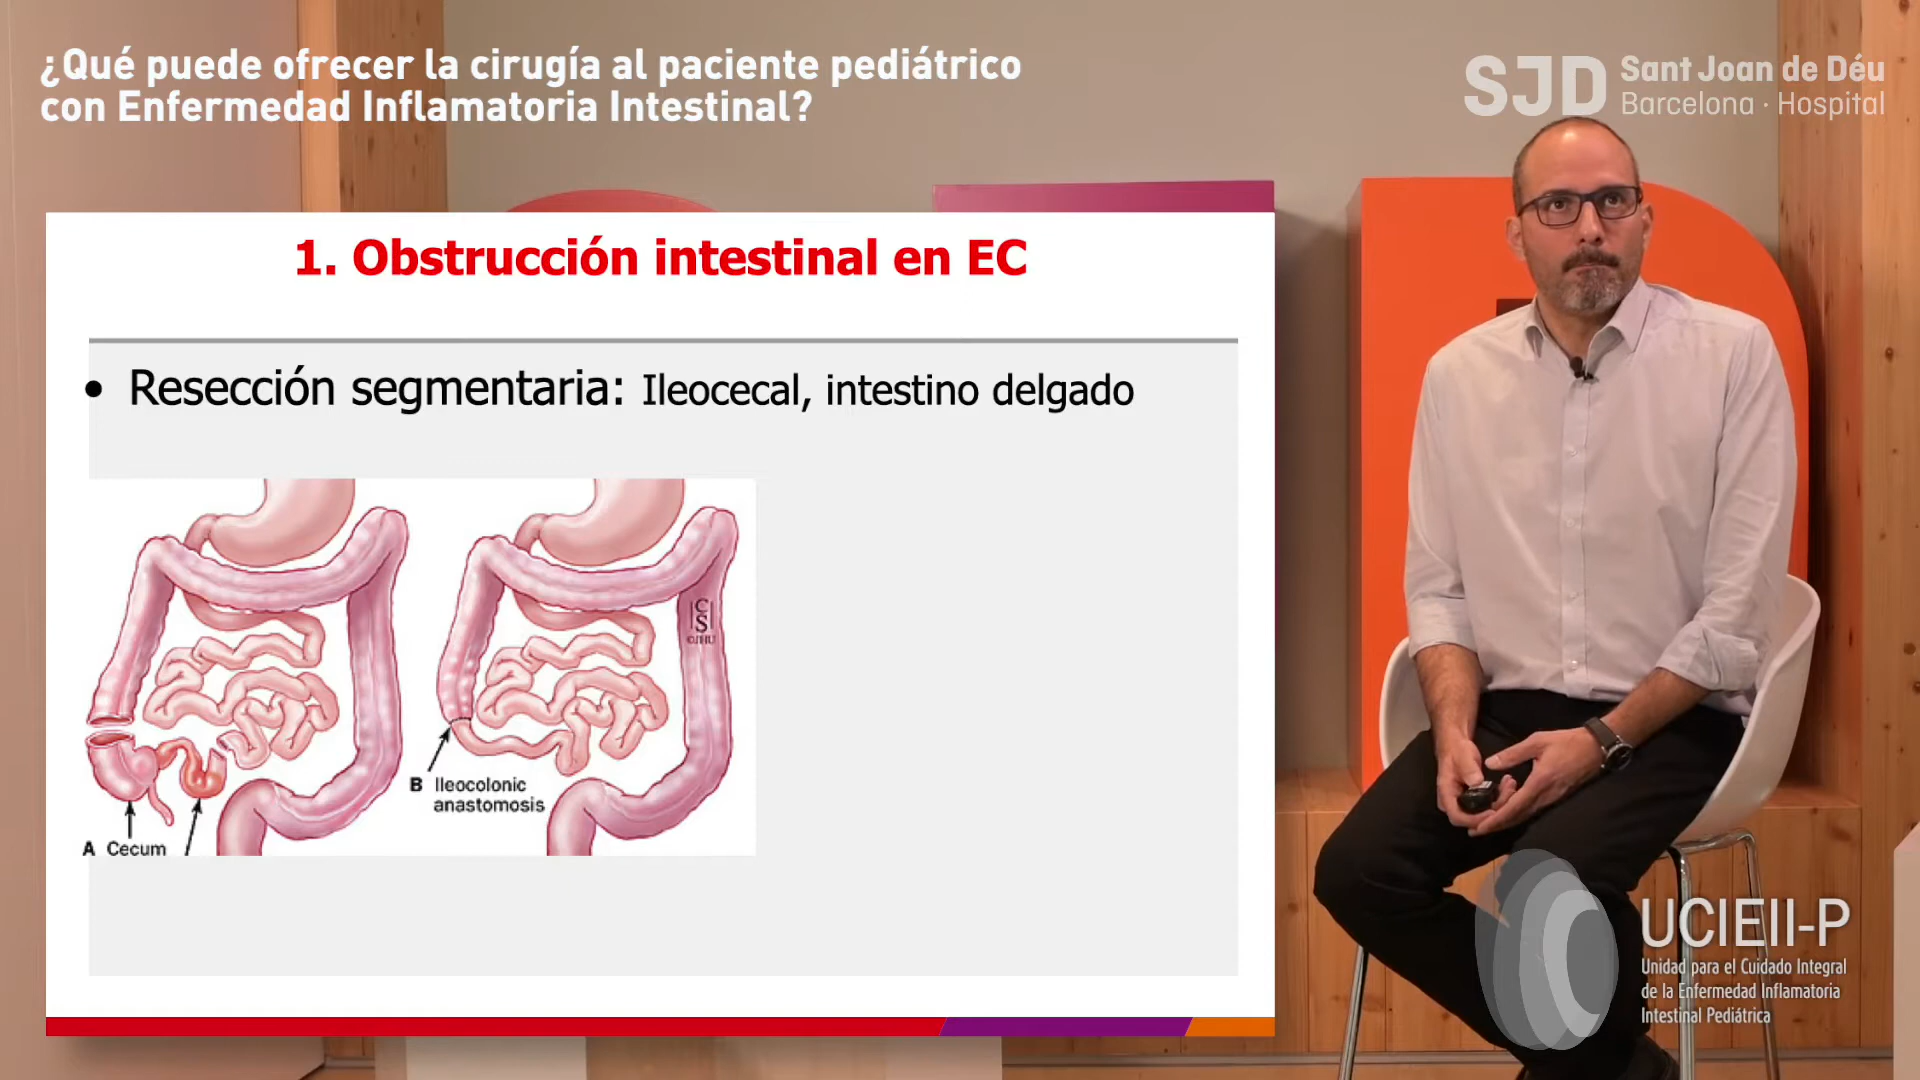 ¿Qué puede ofrecer la cirugía al paciente pediátrico
con Enfermedad Inflamatoria Intestinal?
SJD Sant Joan de Déu
Barcelona · Hospital
1. Obstrucción intestinal en EC
• Resección segmentaria: Ileocecal, intestino delgado
C
S
©JHU
B Ileocolonic
anastomosis
A Cecum
UCIEII-P
Unidad para el Cuidado Integral
de la Enfermedad Inflamatoria
Intestinal Pediátrica